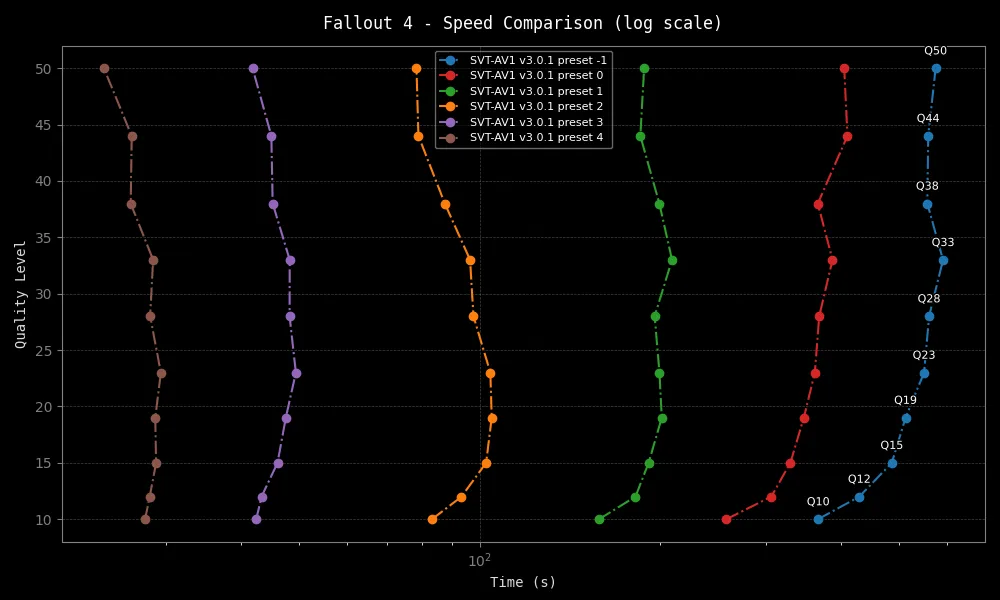 Fallout 4 - Speed Comparison (log scale)
SVT-AV1 v3.0.1 preset -1
SVT-AV1 v3.0.1 preset 0
SVT-AV1 v3.0.1 preset 1
SVT-AV1 v3.0.1 preset 2
SVT-AV1 v3.0.1 preset 3
SVT-AV1 v3.0.1 preset 4
Quality Level
50
45
40
35
30
25
20
15
10
Q50
Q44
Q38
Q33
Q28
Q23
Q19
Q15
Q12
Q10
10²
Time (s)